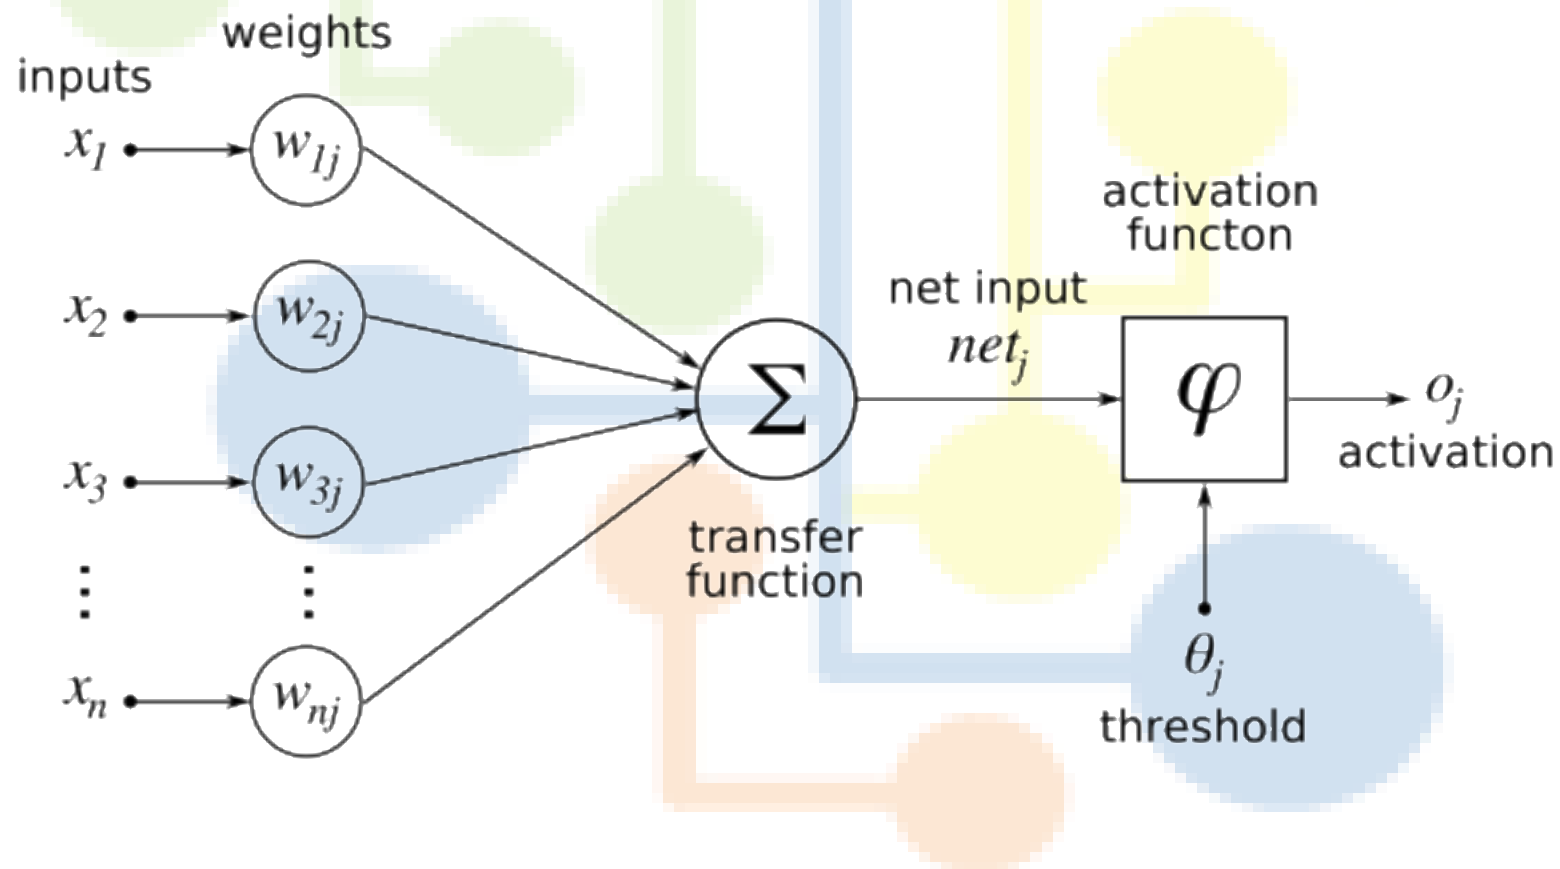 weights
inputs
x1
w1j
x2
w2j
x3
w3j
⋮ ⋮
xn
wnj
Σ
transfer
function
net input
netj
activation
functon
φ
oj
activation
θj
threshold